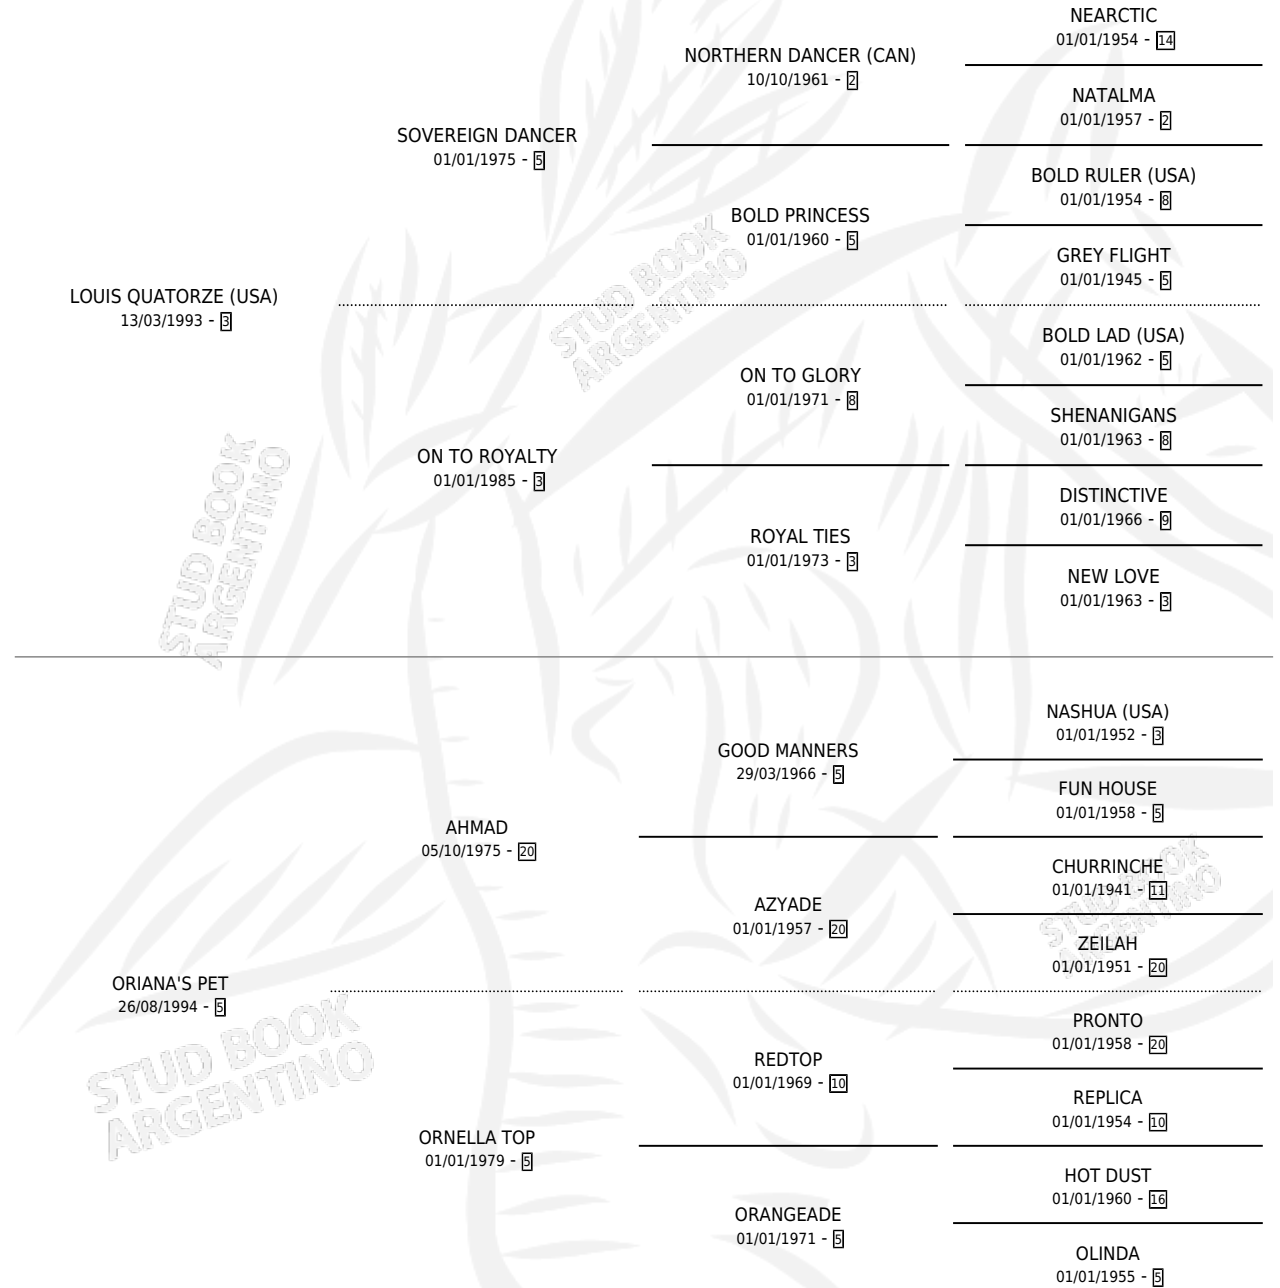 NEARCTIC
01/01/1954 - 14
NORTHERN DANCER (CAN)
10/10/1961 - 2
NATALMA
01/01/1957 - 2
SOVEREIGN DANCER
01/01/1975 - 5
BOLD RULER (USA)
01/01/1954 - 8
BOLD PRINCESS
01/01/1960 - 5
GREY FLIGHT
01/01/1945 - 5
LOUIS QUATORZE (USA)
13/03/1993 - 3
BOLD LAD (USA)
01/01/1962 - 5
ON TO GLORY
01/01/1971 - 8
SHENANIGANS
01/01/1963 - 8
ON TO ROYALTY
01/01/1985 - 3
DISTINCTIVE
01/01/1966 - 9
ROYAL TIES
01/01/1973 - 3
NEW LOVE
01/01/1963 - 3
NASHUA (USA)
01/01/1952 - 3
GOOD MANNERS
29/03/1966 - 5
FUN HOUSE
01/01/1958 - 5
AHMAD
05/10/1975 - 20
CHURRINCHE
01/01/1941 - 11
AZYADE
01/01/1957 - 20
ZEILAH
01/01/1951 - 20
ORIANA'S PET
26/08/1994 - 5
PRONTO
01/01/1958 - 20
REDTOP
01/01/1969 - 10
REPLICA
01/01/1954 - 10
ORNELLA TOP
01/01/1979 - 5
HOT DUST
01/01/1960 - 16
ORANGEADE
01/01/1971 - 5
OLINDA
01/01/1955 - 5
STUD BOOK
ARGENTINO
STUD BOOK
ARGENTINO
STUD BOOK
ARGENTINO
STUD BOOK
ARGENTINO